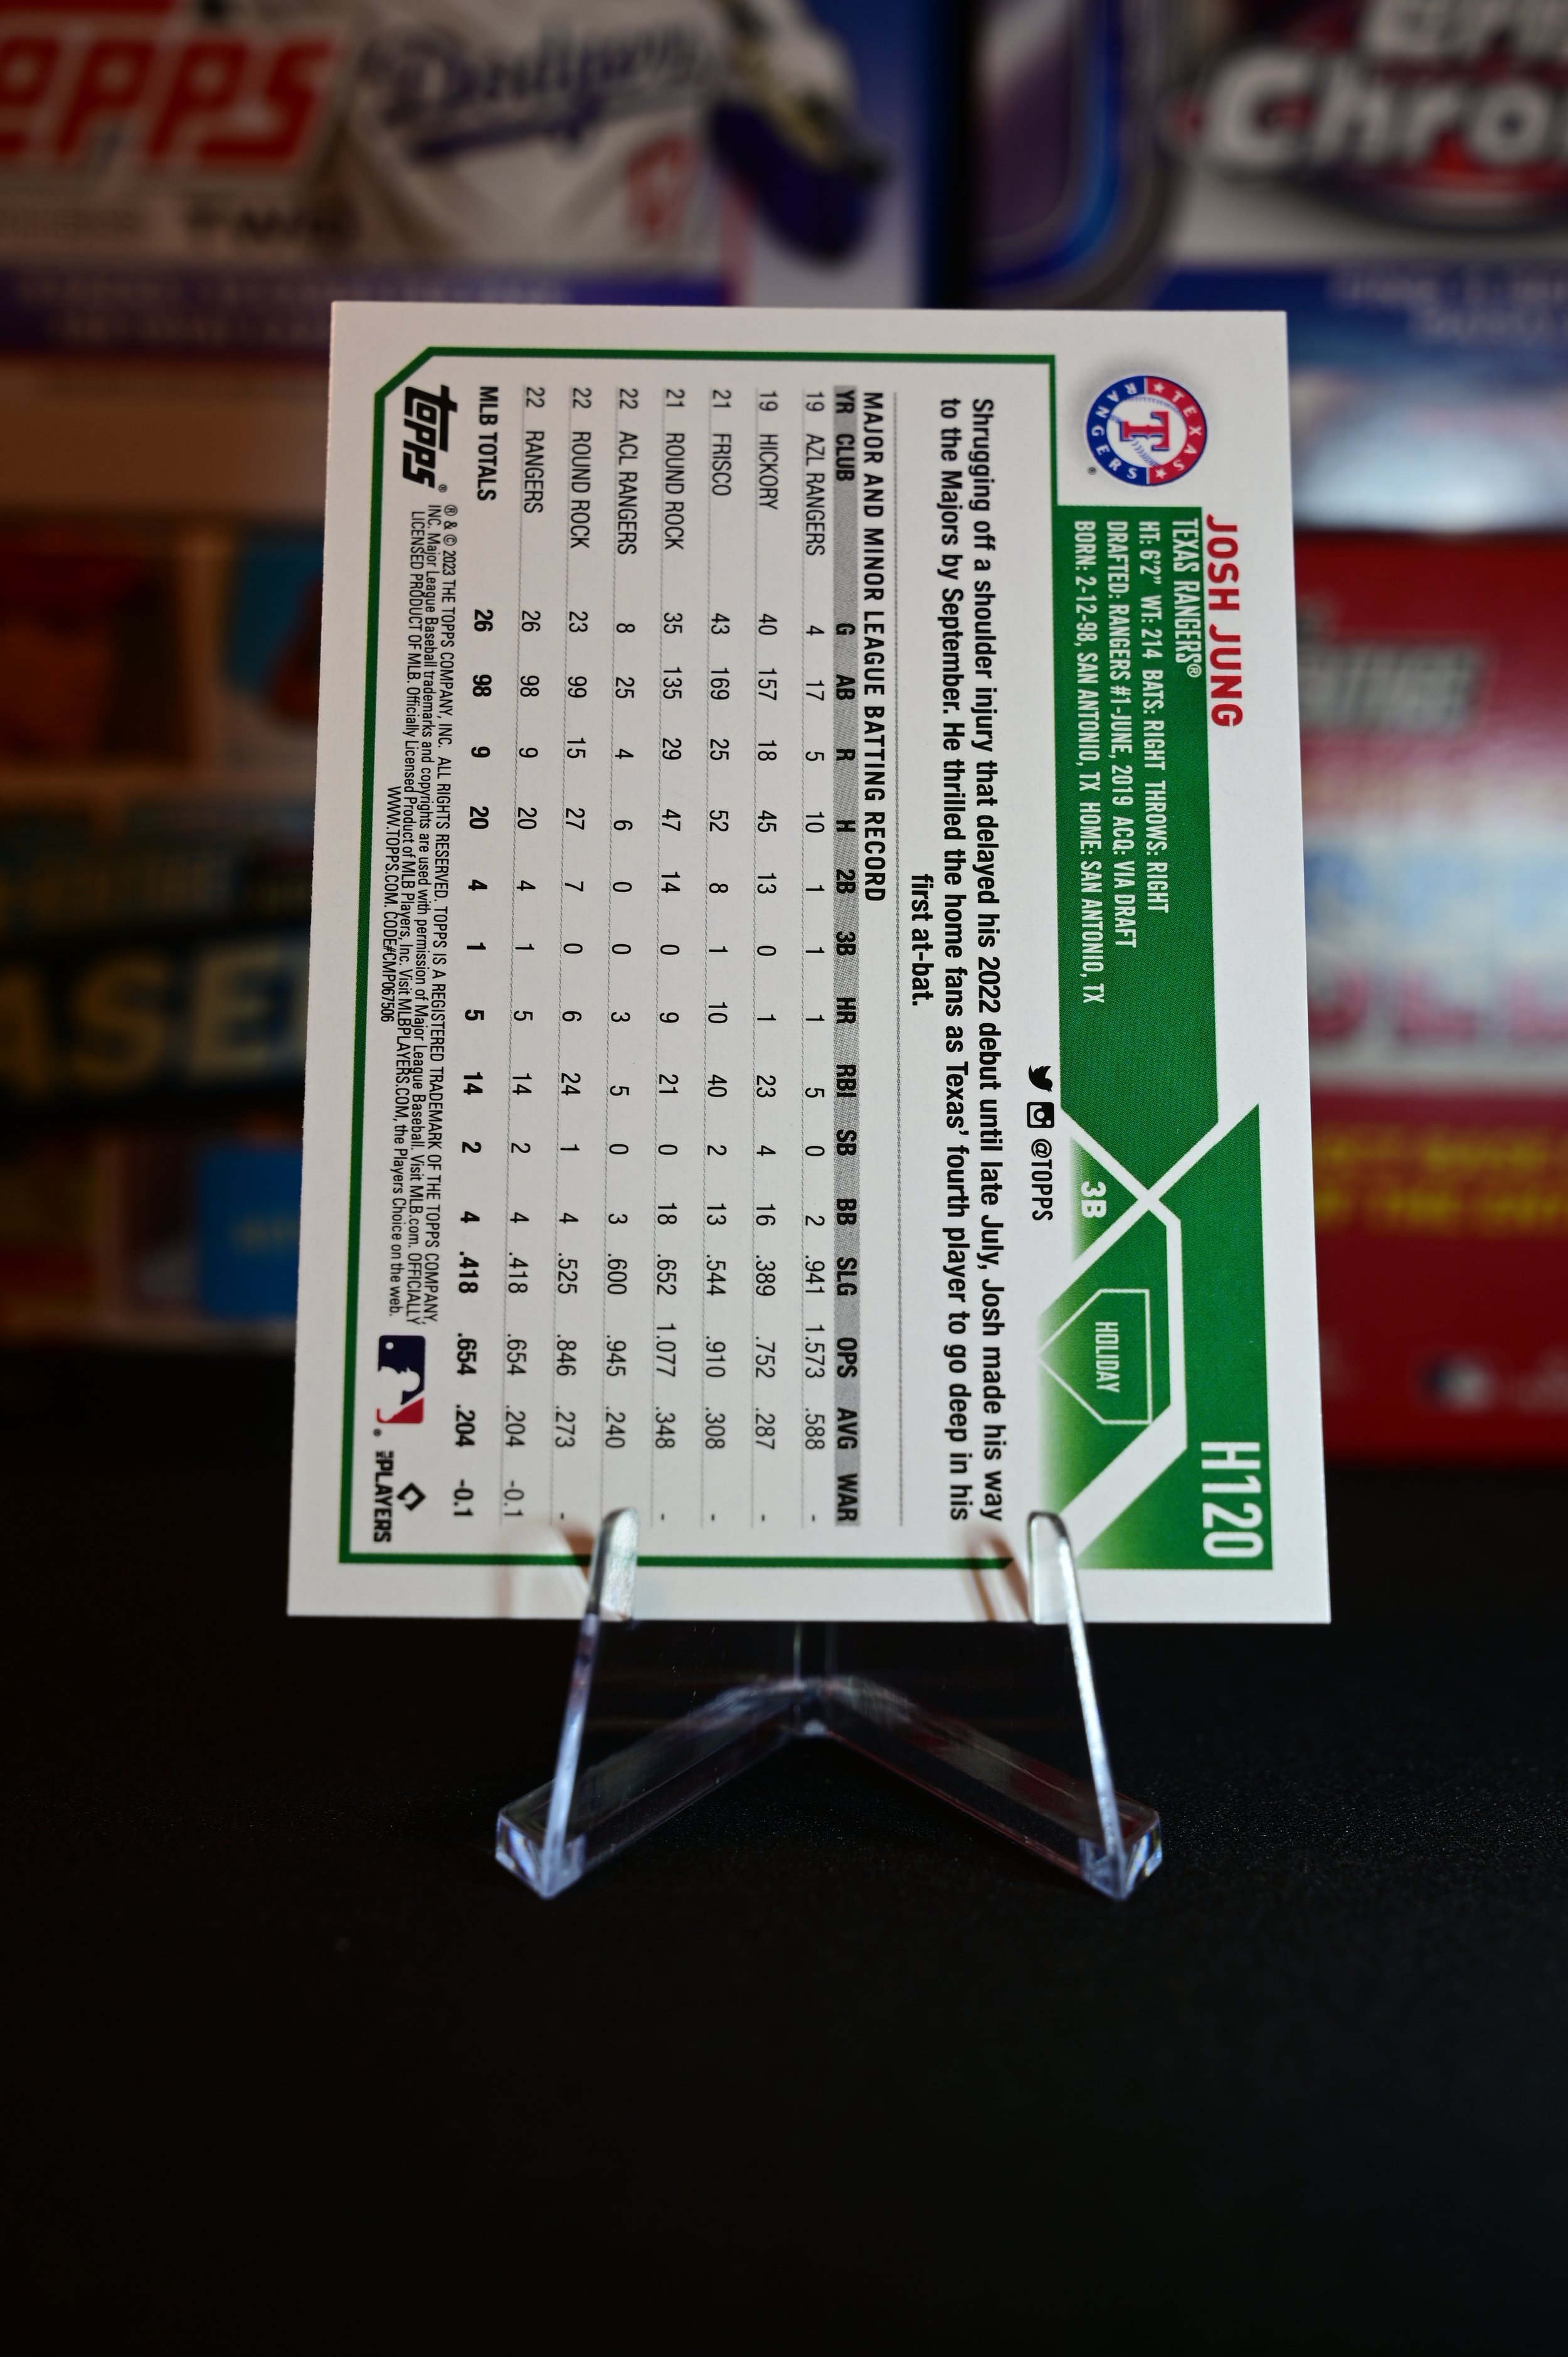 TOPPS
Dodgers
Chro
JOSH JUNG
H120
TEXAS RANGERS
T
TEXAS RANGERS®
HT: 6'2" WT: 214 BATS: RIGHT THROWS: RIGHT
DRAFTED: RANGERS #1-JUNE, 2019 ACQ: VIA DRAFT
BORN: 2-12-98, SAN ANTONIO, TX HOME: SAN ANTONIO, TX
3B
HOLIDAY
@TOPPS
Shrugging off a shoulder injury that delayed his 2022 debut until late July, Josh made his way
to the Majors by September. He thrilled the home fans as Texas' fourth player to go deep in his
first at-bat.
MAJOR AND MINOR LEAGUE BATTING RECORD
YR CLUB G AB R H 2B 3B HR RBI SB BB SLG OPS AVG WAR
19 AZL RANGERS 4 17 5 10 1 1 1 5 0 2 .941 1.573 .588 -
19 HICKORY 40 157 18 45 13 0 1 23 4 16 .389 .752 .287 -
21 FRISCO 43 169 25 52 8 1 10 40 2 13 .544 .910 .308 -
21 ROUND ROCK 35 135 29 47 14 0 9 21 0 18 .652 1.077 .348 -
22 ACL RANGERS 8 25 4 6 0 0 3 5 0 3 .600 .945 .240
22 ROUND ROCK 23 99 15 27 7 0 6 24 1 4 .525 .846 .273 -
22 RANGERS 26 98 9 20 4 1 5 14 2 4 .418 .654 .204 -0.1
MLB TOTALS 26 98 9 20 4 1 5 14 2 4 .418 .654 .204 -0.1
topps®
® & © 2023 THE TOPPS COMPANY, INC. ALL RIGHTS RESERVED. TOPPS IS A REGISTERED TRADEMARK OF THE TOPPS COMPANY,
INC. Major League Baseball trademarks and copyrights are used with permission of Major League Baseball. Visit MLB.com. OFFICIALLY
LICENSED PRODUCT OF MLB. Officially Licensed Product of MLB Players, Inc. Visit MLBPLAYERS.COM, the Players Choice on the web.
WWW.TOPPS.COM. CODE#CMP067506
MLB PLAYERS